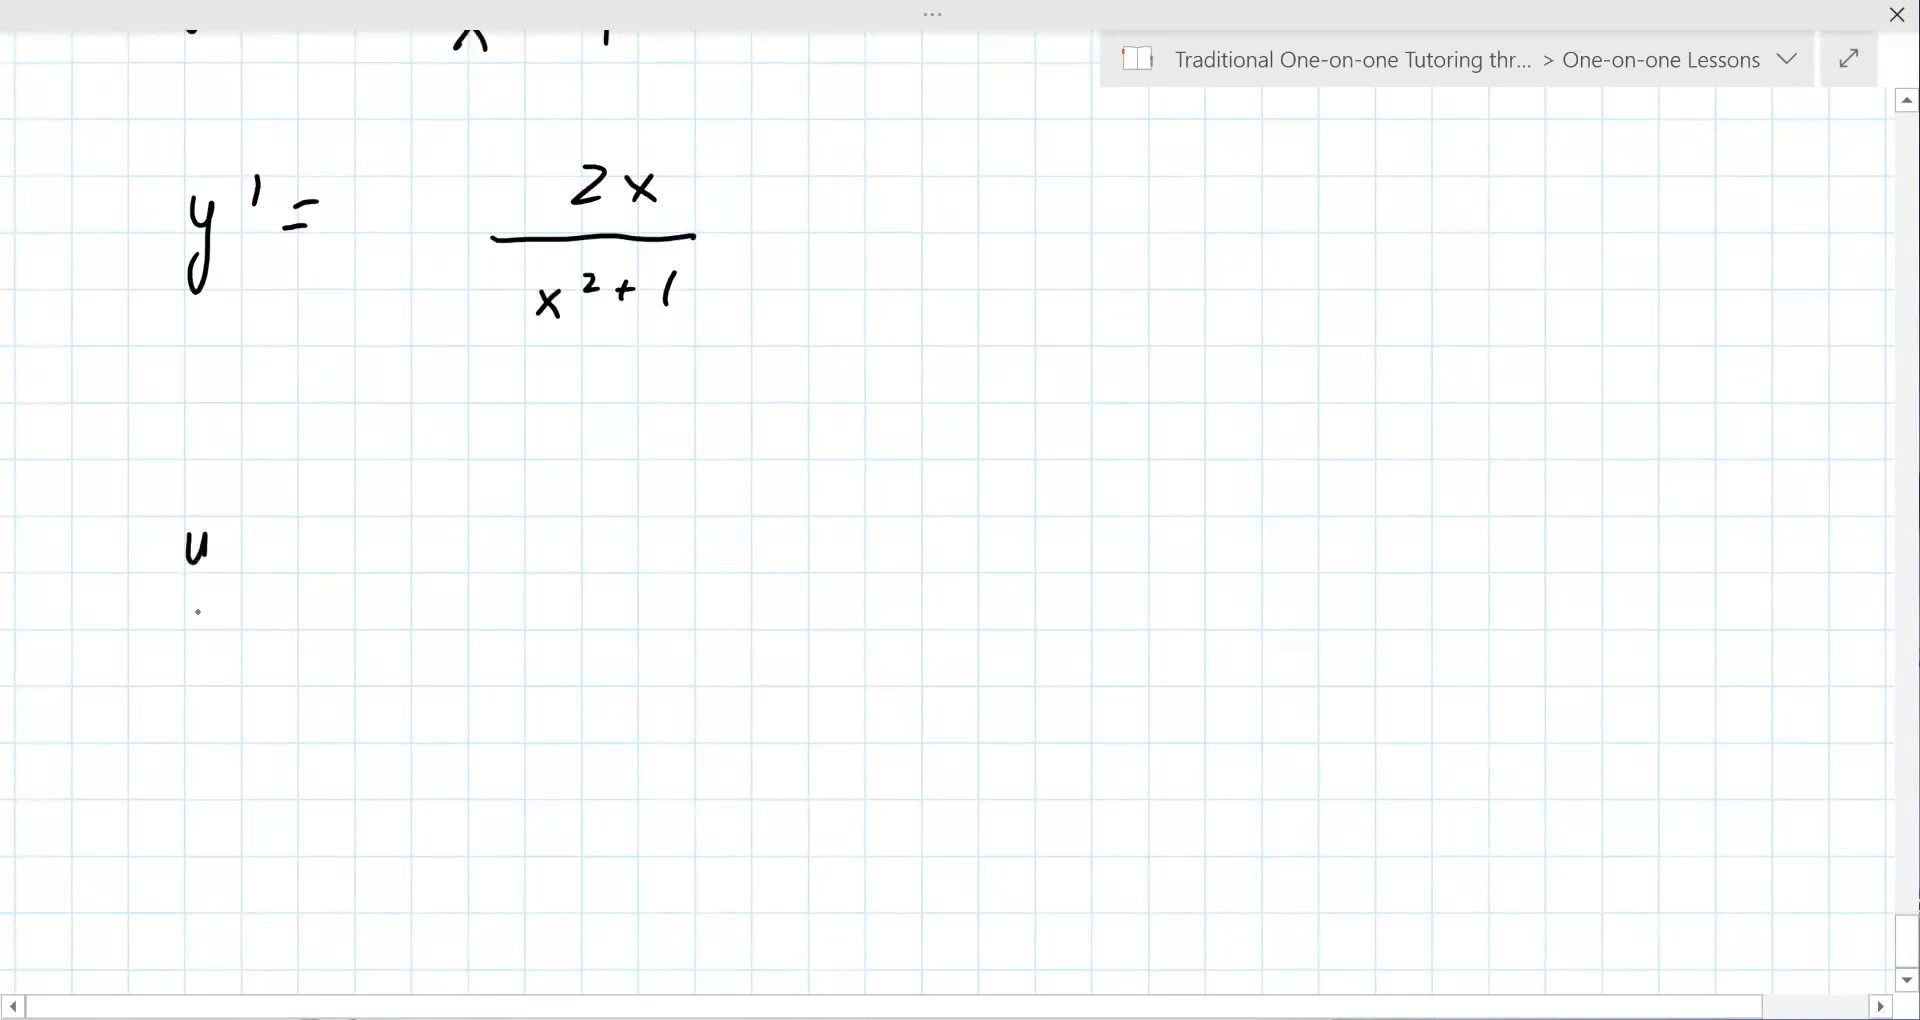 Traditional One-on-one Tutoring thr... > One-on-one Lessons
y' = 2x / x² + 1
u